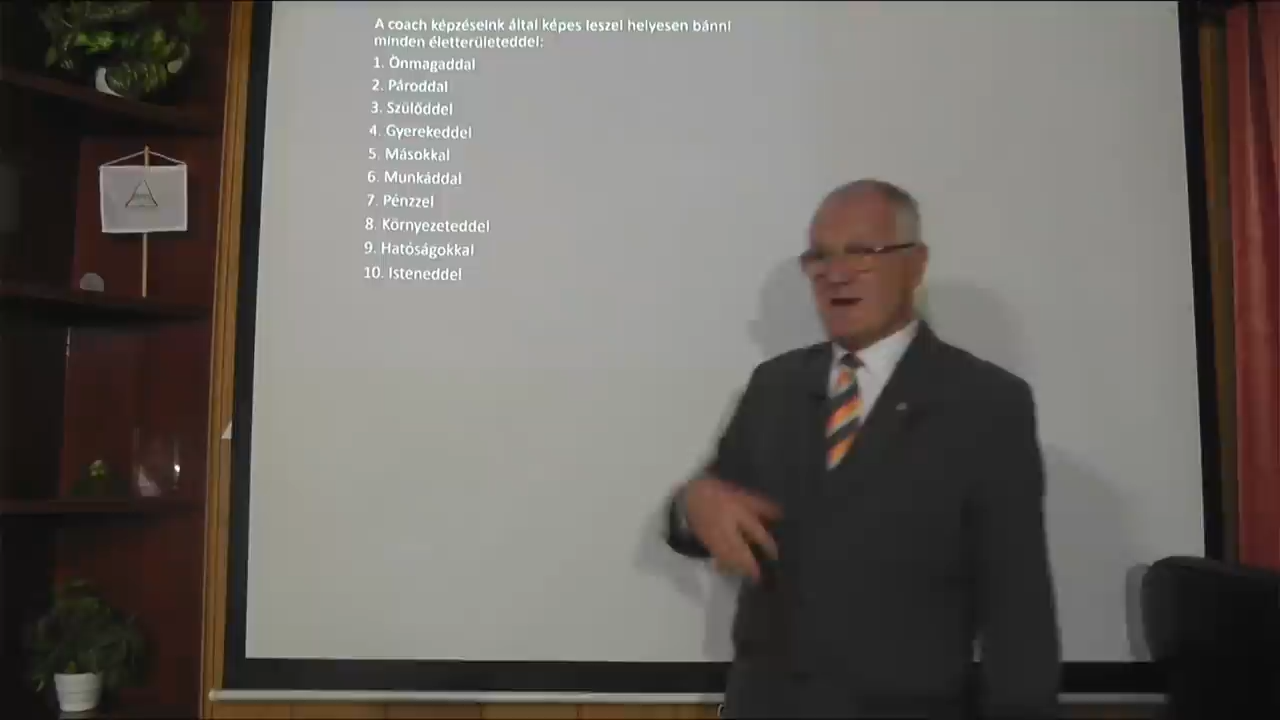 A coach képzéseink által képes leszel helyesen bánni
minden életterületeddel:
1. Önmagaddal
2. Pároddal
3. Szülőddel
4. Gyerekeddel
5. Másokkal
6. Munkáddal
7. Pénzzel
8. Környezeteddel
9. Hatóságokkal
10. Isteneddel